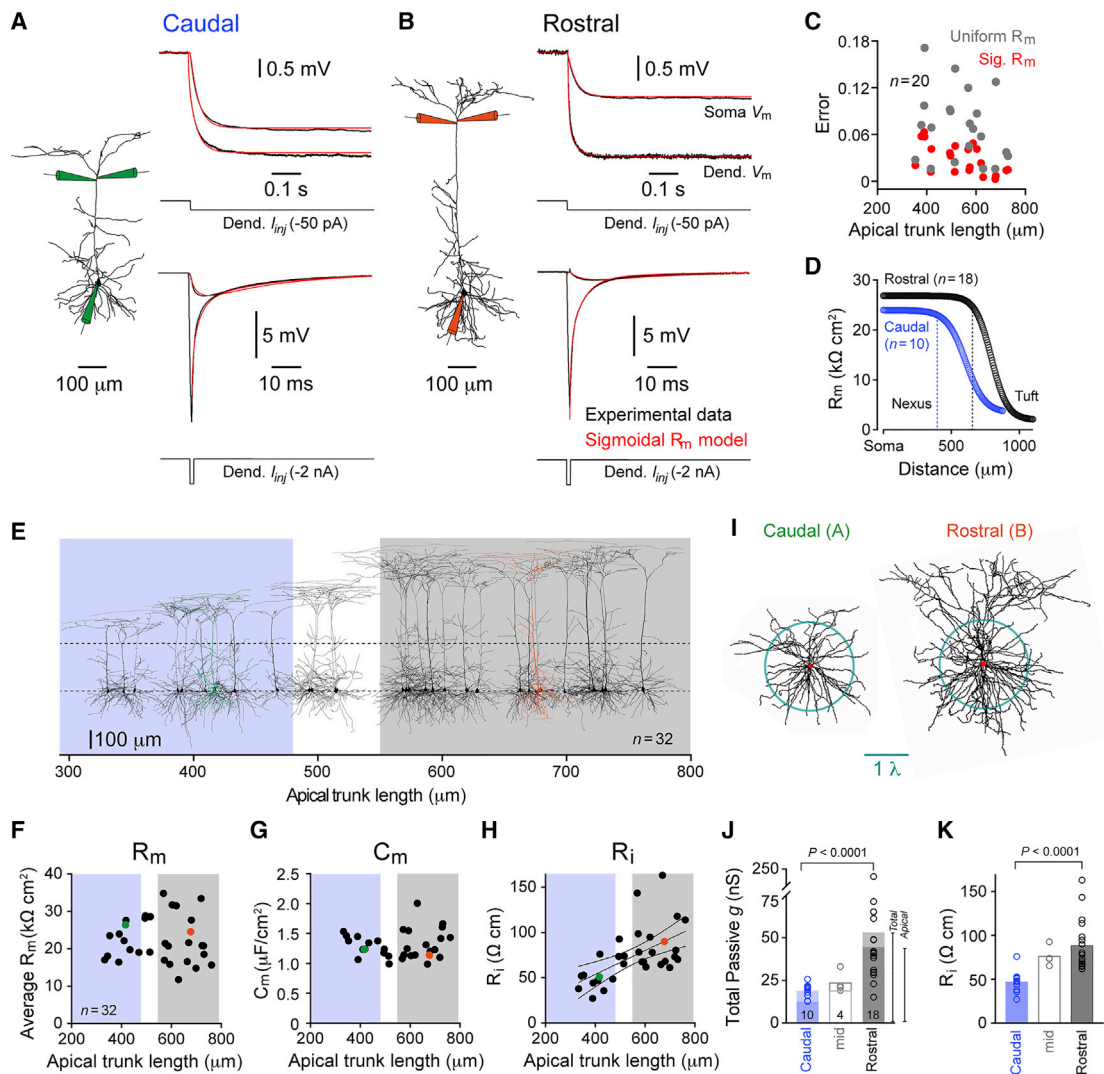 A
Caudal
0.5 mV
0.1 s
Dend. Iinj (-50 pA)
5 mV
100 μm
10 ms
Dend. Iinj (-2 nA)
B
Rostral
0.5 mV
Soma Vm
Dend. Vm
0.1 s
Dend. Iinj (-50 pA)
5 mV
100 μm
10 ms
Experimental data
Sigmoidal Rm model
Dend. Iinj (-2 nA)
C
Uniform Rm
Sig. Rm
n=20
0.18
0.12
0.06
0
Error
200 400 600 800
Apical trunk length (μm)
D
Rostral (n=18)
Caudal
(n=10)
30
20
10
0
Rm (kΩ cm2)
Nexus
Tuft
Soma
500 1000
Distance (μm)
E
100 μm
n=32
300 400 500 600 700 800
Apical trunk length (μm)
I
Caudal (A)
Rostral (B)
1 λ
F
Rm
40
30
20
10
0
Average Rm (kΩ cm2)
n=32
200 400 600 800
Apical trunk length (μm)
G
Cm
2.5
2.0
1.5
1.0
0.5
0
Cm (μF/cm2)
200 400 600 800
Apical trunk length (μm)
H
Ri
150
100
50
0
Ri (Ω cm)
200 400 600 800
Apical trunk length (μm)
J
P < 0.0001
250
75
50
25
0
Total Passive g (nS)
Total
Apical
10
4
18
Caudal
mid
Rostral
K
P < 0.0001
150
100
50
0
Ri (Ω cm)
Caudal
mid
Rostral